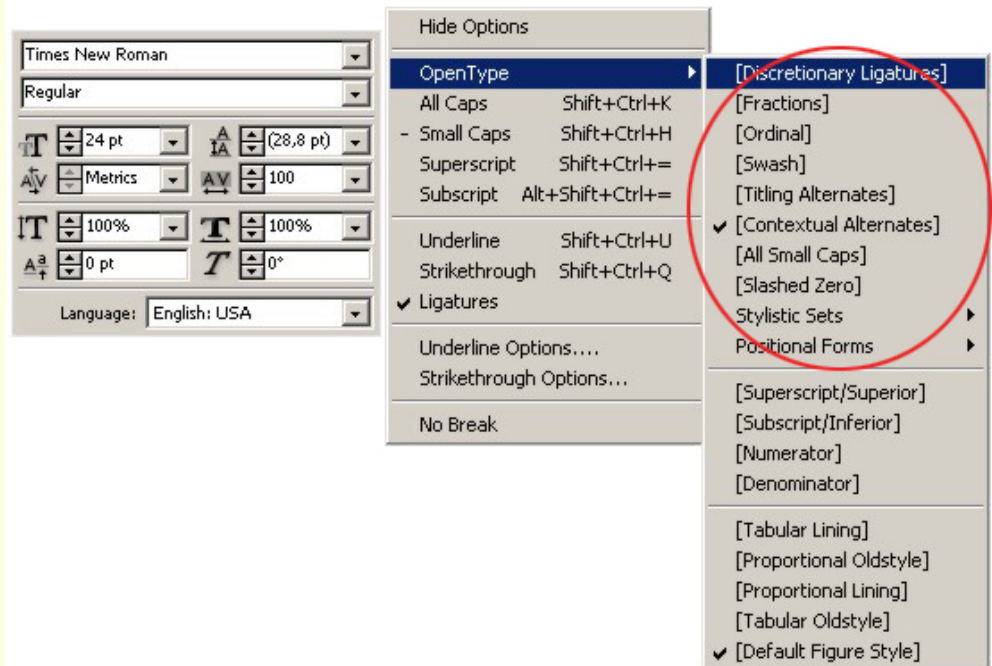 Times New Roman
Regular
24 pt (28,8 pt)
Metrics 100
100% 100%
0 pt 0°
Language: English: USA
Hide Options
OpenType
All Caps Shift+Ctrl+K
- Small Caps Shift+Ctrl+H
Superscript Shift+Ctrl+=
Subscript Alt+Shift+Ctrl+=
Underline Shift+Ctrl+U
Strikethrough Shift+Ctrl+Q
Ligatures
Underline Options....
Strikethrough Options...
No Break
[Discretionary Ligatures]
[Fractions]
[Ordinal]
[Swash]
[Titling Alternates]
[Contextual Alternates]
[All Small Caps]
[Slashed Zero]
Stylistic Sets
Positional Forms
[Superscript/Superior]
[Subscript/Inferior]
[Numerator]
[Denominator]
[Tabular Lining]
[Proportional Oldstyle]
[Proportional Lining]
[Tabular Oldstyle]
[Default Figure Style]